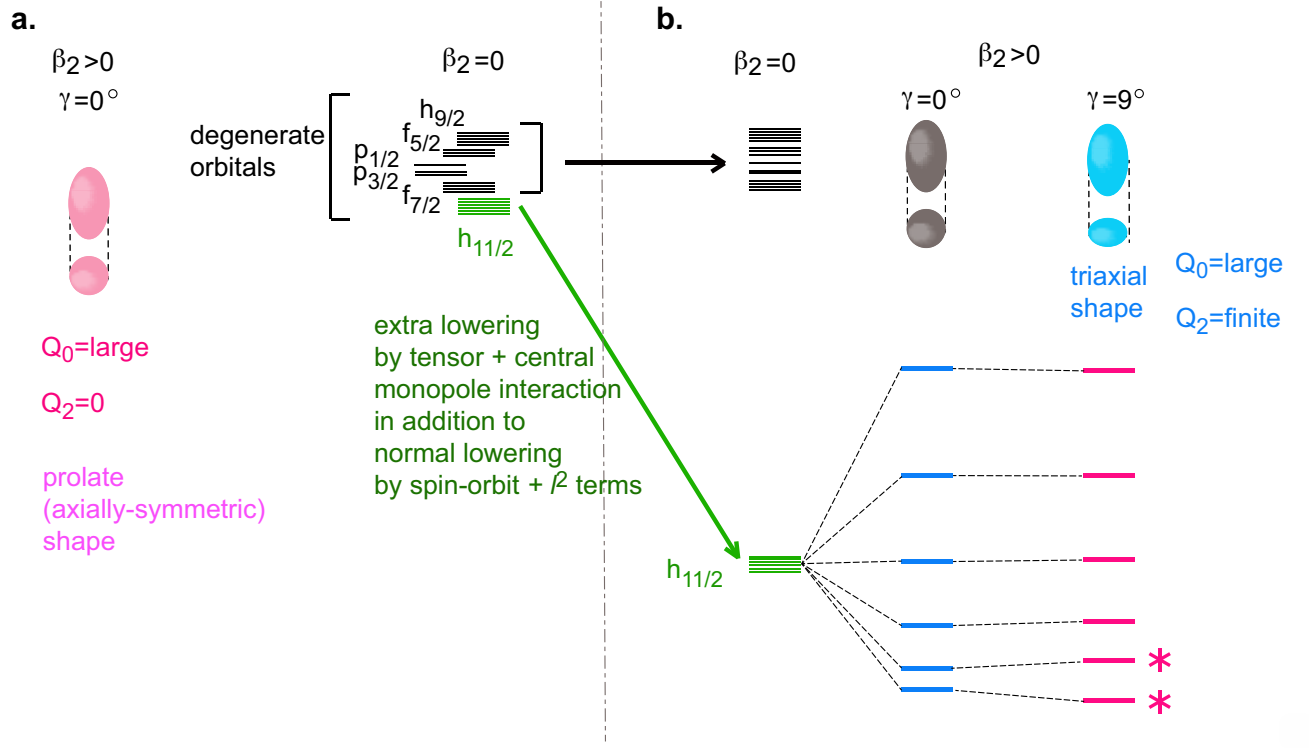 a.
β₂>0
γ=0°
β₂=0
degenerate
orbitals
h₉/₂
f₅/₂
p₁/₂
p₃/₂
f₇/₂
h₁₁/₂
Q₀=large
Q₂=0
prolate
(axially-symmetric)
shape
extra lowering
by tensor + central
monopole interaction
in addition to
normal lowering
by spin-orbit + l² terms
b.
β₂=0
β₂>0
γ=0°
γ=9°
triaxial
shape
Q₀=large
Q₂=finite
h₁₁/₂
*
*